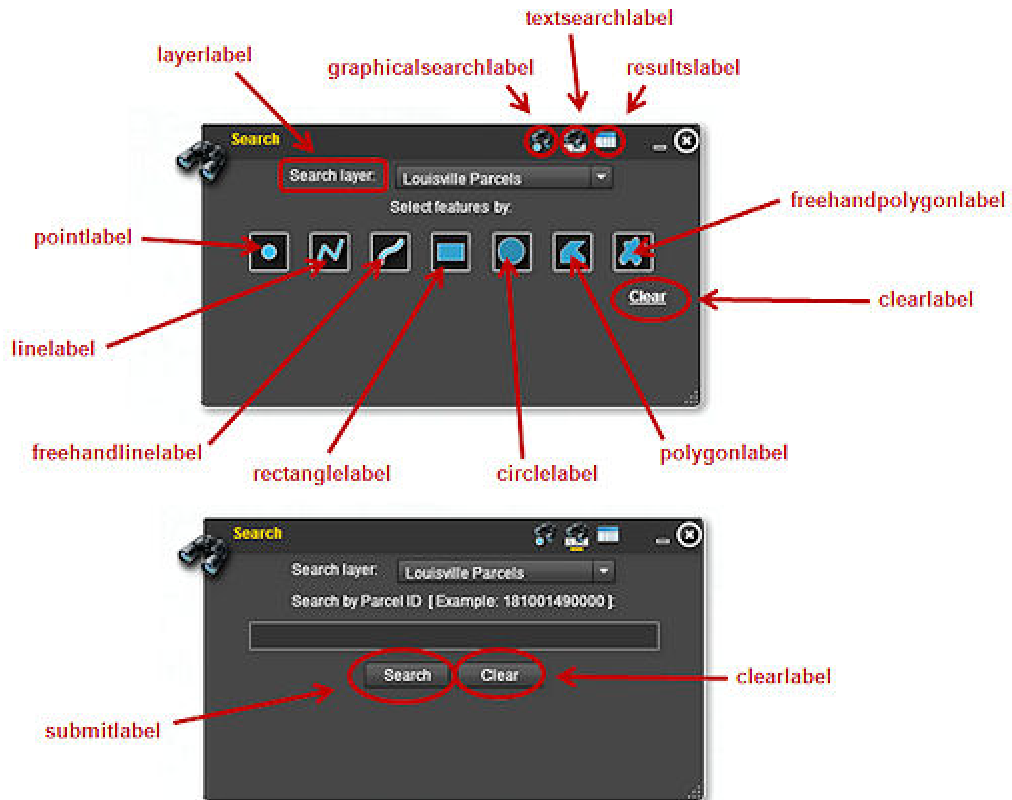 textsearchlabel
layerlabel
graphicalsearchlabel
resultslabel
Search
Search layer:
Louisville Parcels
Select features by:
freehandpolygonlabel
pointlabel
Clear
clearlabel
linelabel
freehandlinelabel
rectanglelabel
circlelabel
polygonlabel
Search
Search layer:
Louisville Parcels
Search by Parcel ID [Example: 181001490000 ]:
Search
Clear
clearlabel
submitlabel